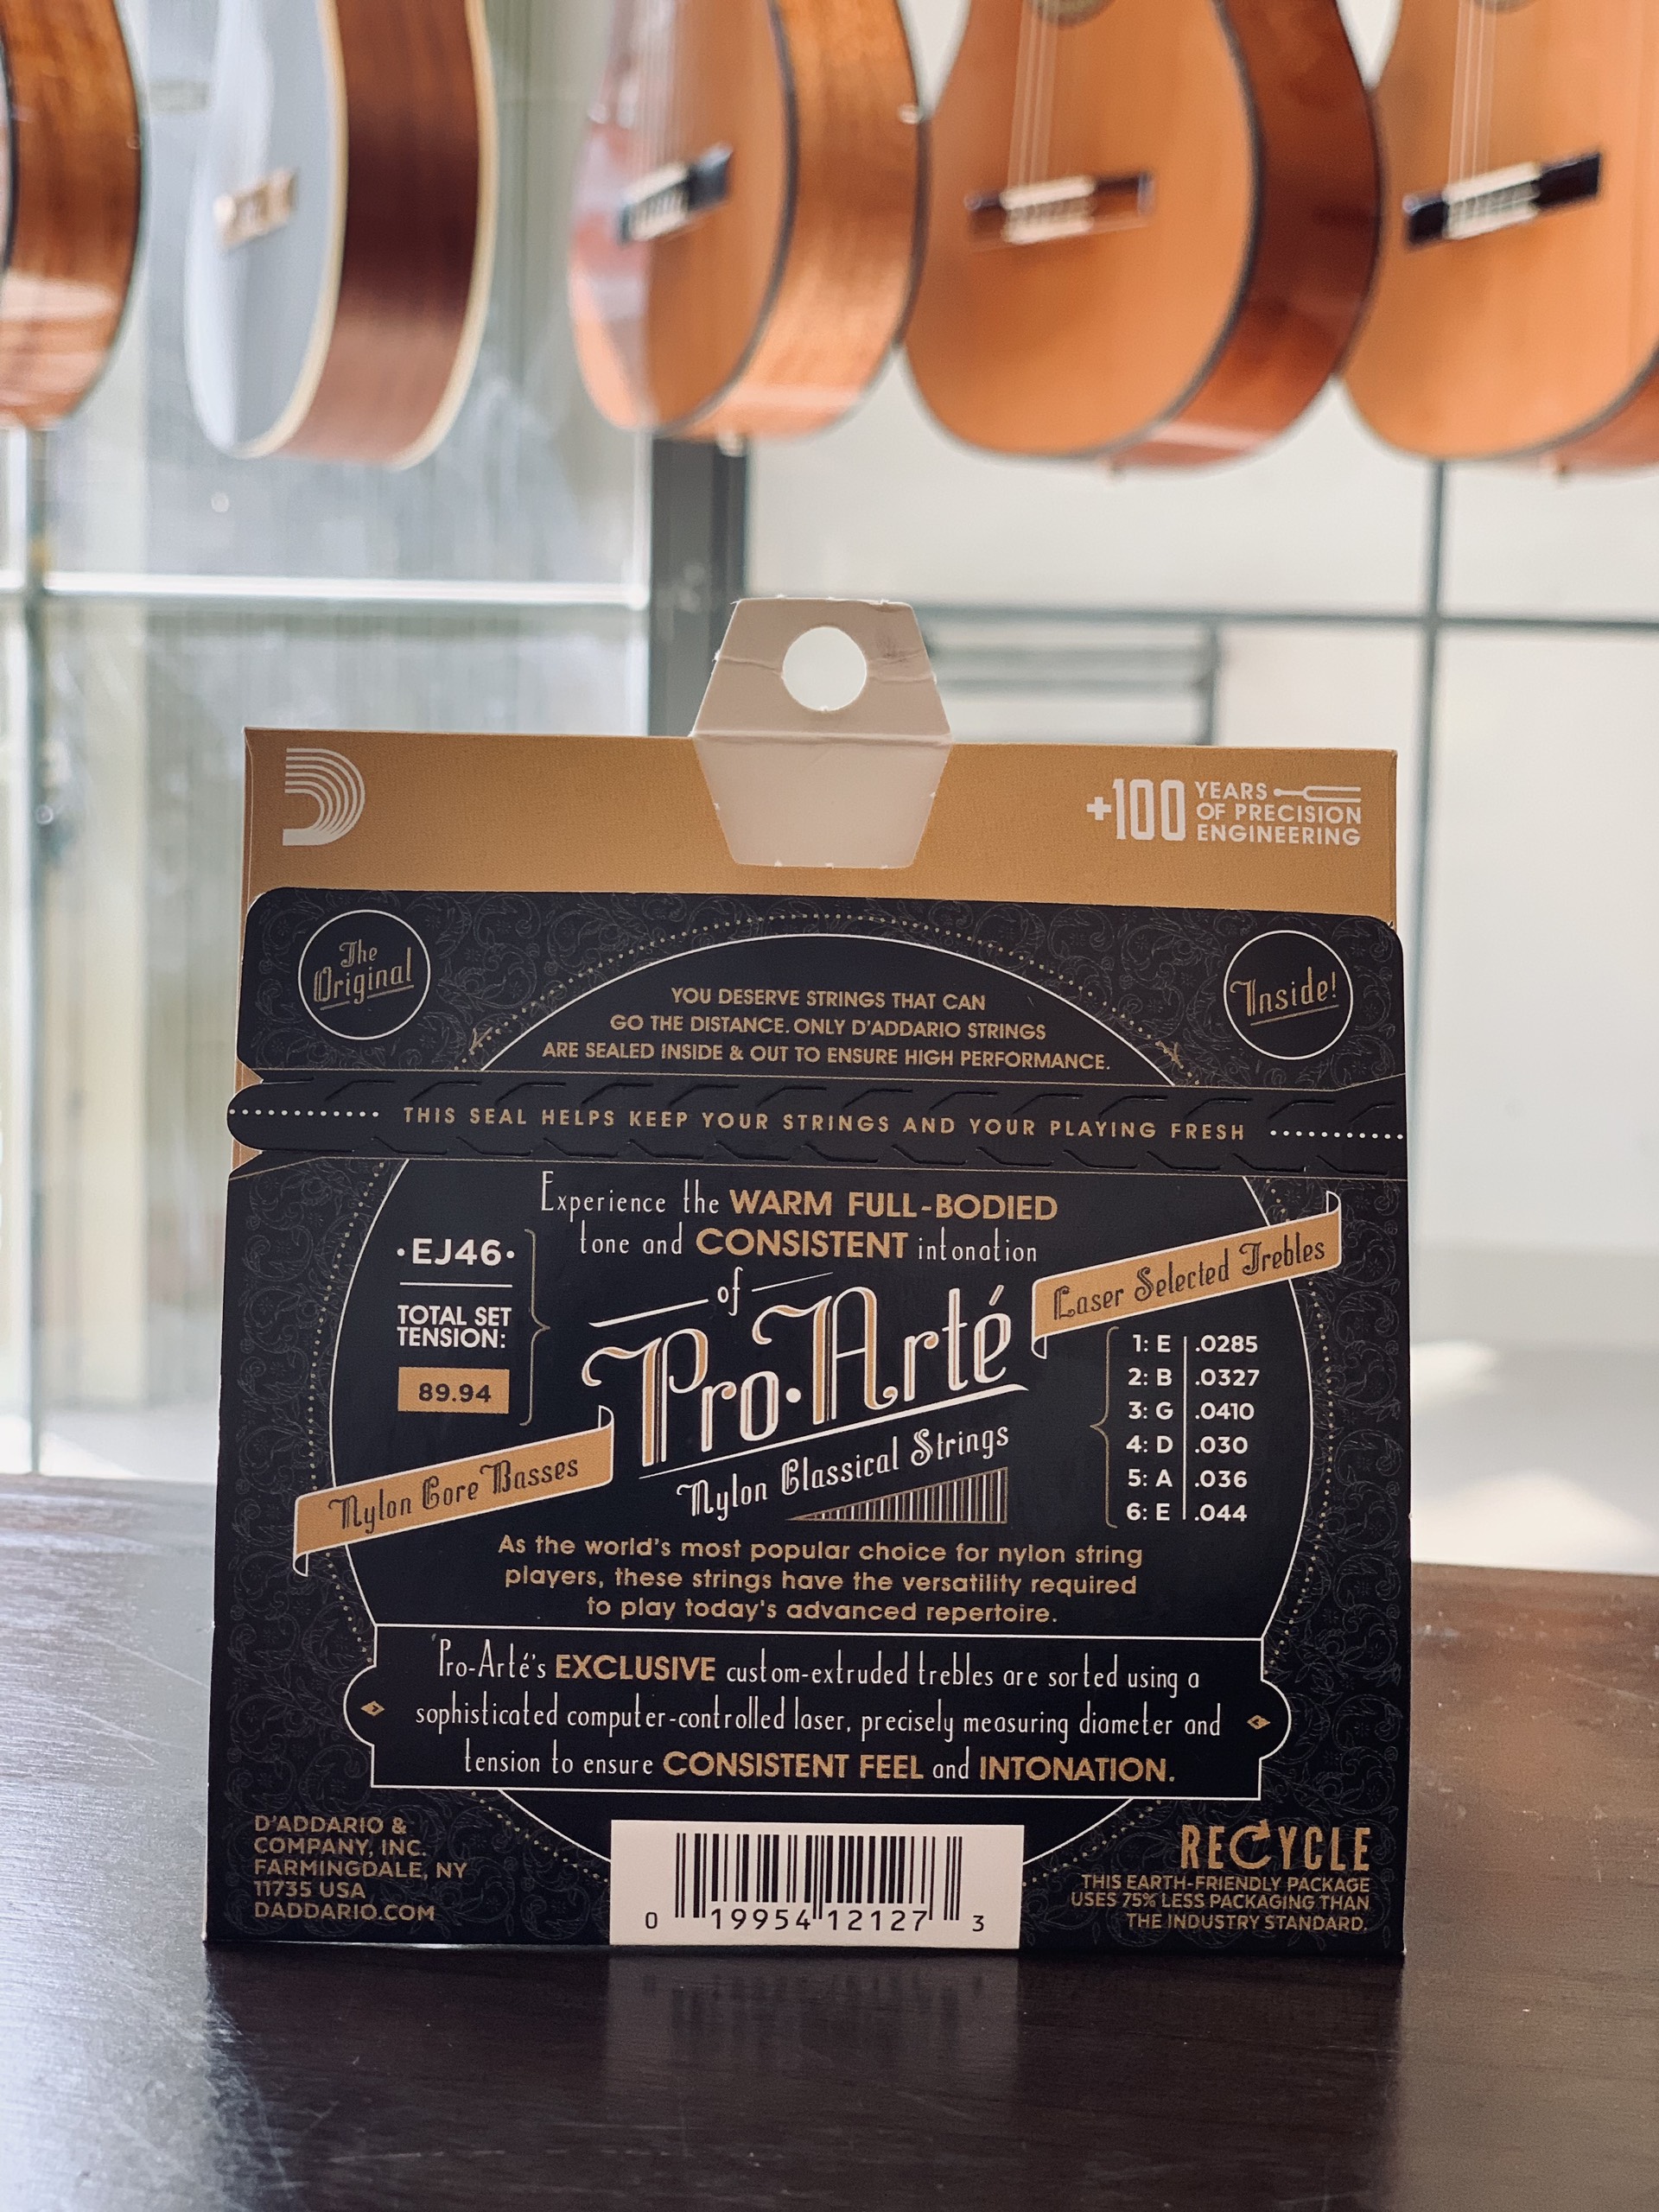 +100 YEARS
OF PRECISION
ENGINEERING
The
Original
Inside!
YOU DESERVE STRINGS THAT CAN
GO THE DISTANCE. ONLY D'ADDARIO STRINGS
ARE SEALED INSIDE & OUT TO ENSURE HIGH PERFORMANCE.
THIS SEAL HELPS KEEP YOUR STRINGS AND YOUR PLAYING FRESH
Experience the WARM FULL-BODIED
tone and CONSISTENT intonation
of
Pro·Arté
Nylon Classical Strings
·EJ46·
TOTAL SET
TENSION:
89.94
Nylon Core Basses
Laser Selected Trebles
1: E | .0285
2: B | .0327
3: G | .0410
4: D | .030
5: A | .036
6: E | .044
As the world's most popular choice for nylon string
players, these strings have the versatility required
to play today's advanced repertoire.
Pro-Arté's EXCLUSIVE custom-extruded trebles are sorted using a
sophisticated computer-controlled laser, precisely measuring diameter and
tension to ensure CONSISTENT FEEL and INTONATION.
D'ADDARIO &
COMPANY, INC.
FARMINGDALE, NY
11735 USA
DADDARIO.COM
0 19954 12127 3
RECYCLE
THIS EARTH-FRIENDLY PACKAGE
USES 75% LESS PACKAGING THAN
THE INDUSTRY STANDARD.